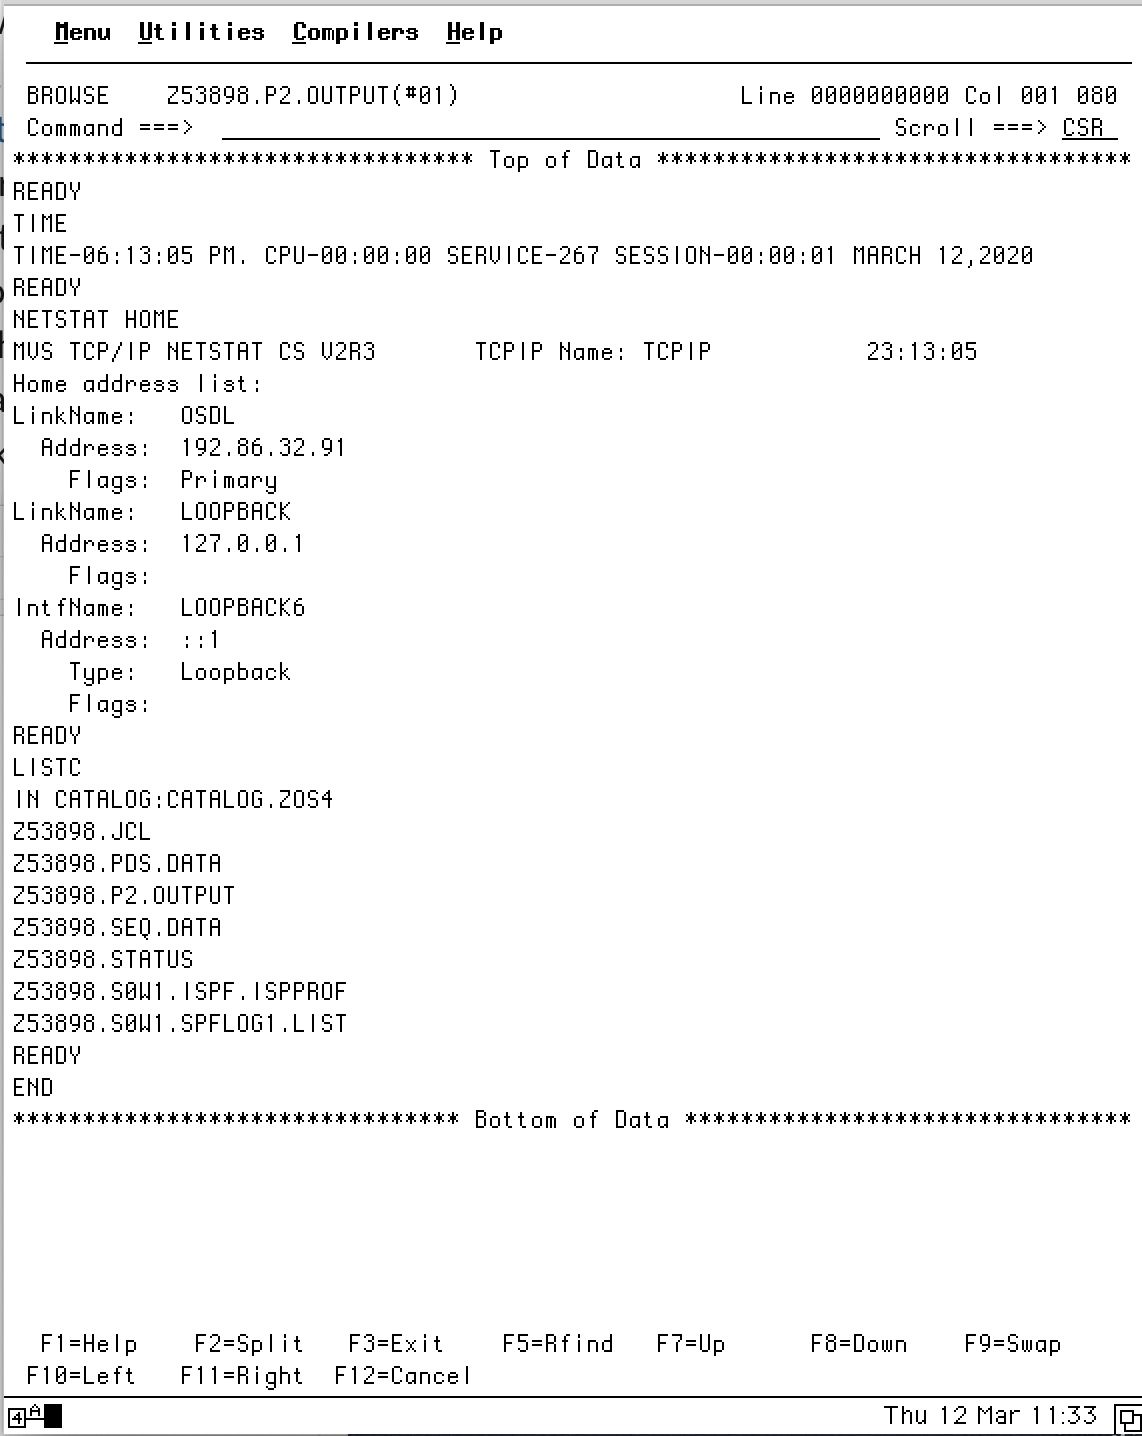 Menu Utilities Compilers Help
BROWSE Z53898.P2.OUTPUT(#01) Line 0000000000 Col 001 080
Command ===> Scroll ===> CSR
********************************* Top of Data **********************************
READY
TIME
TIME-06:13:05 PM. CPU-00:00:00 SERVICE-267 SESSION-00:00:01 MARCH 12,2020
READY
NETSTAT HOME
MVS TCP/IP NETSTAT CS V2R3 TCPIP Name: TCPIP 23:13:05
Home address list:
LinkName: OSDL
Address: 192.86.32.91
Flags: Primary
LinkName: LOOPBACK
Address: 127.0.0.1
Flags:
IntfName: LOOPBACK6
Address: ::1
Type: Loopback
Flags:
READY
LISTC
IN CATALOG:CATALOG.ZOS4
Z53898.JCL
Z53898.PDS.DATA
Z53898.P2.OUTPUT
Z53898.SEQ.DATA
Z53898.STATUS
Z53898.S0W1.ISPF.ISPPROF
Z53898.S0W1.SPFLOG1.LIST
READY
END
******************************** Bottom of Data ********************************
F1=Help F2=Split F3=Exit F5=Rfind F7=Up F8=Down F9=Swap
F10=Left F11=Right F12=Cancel
4 A Thu 12 Mar 11:33